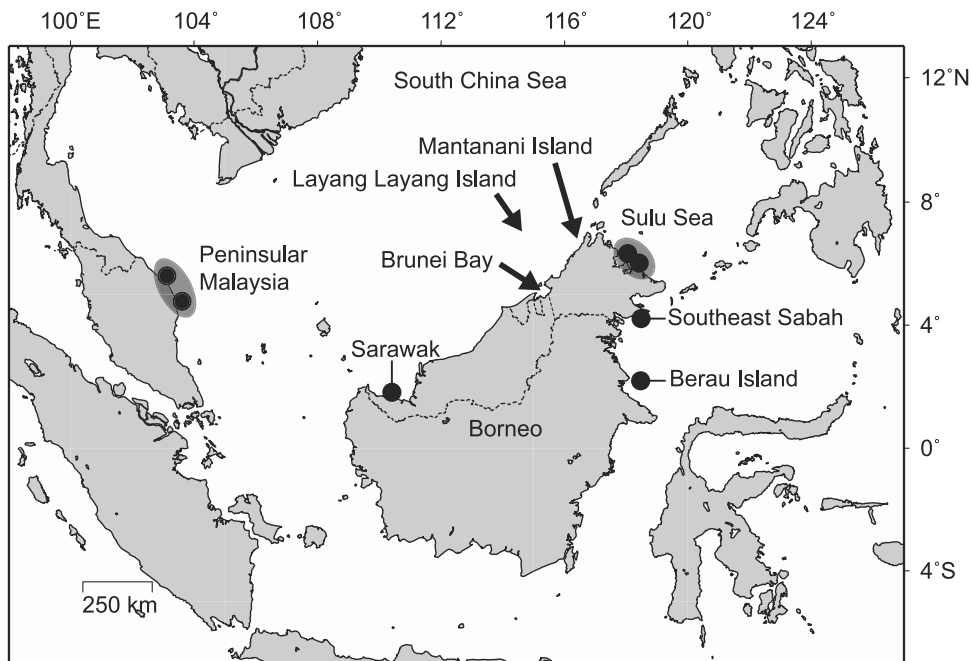 100˚E
104˚
108˚
112˚
116˚
120˚
124˚
South China Sea
12˚N
Mantanani Island
Layang Layang Island
8˚
Sulu Sea
Peninsular
Malaysia
Brunei Bay
Southeast Sabah
4˚
Sarawak
Berau Island
Borneo
0˚
4˚S
250 km